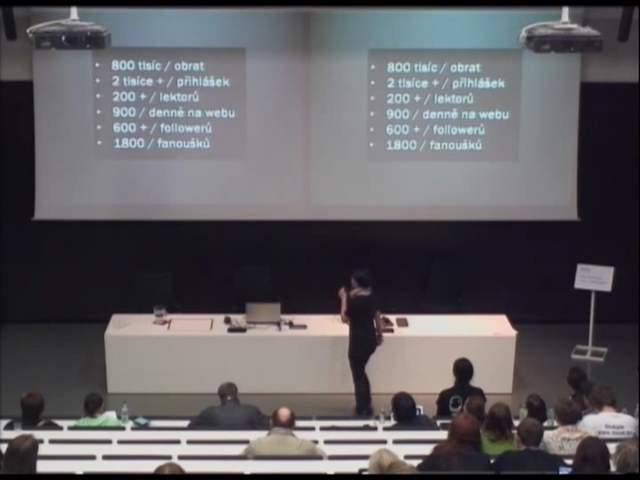 • 800 tisíc / obrat
• 2 tisíce + / přihlášek
• 200 + / lektorů
• 900 / denně na webu
• 600 + / followerů
• 1800 / fanoušků
• 800 tisíc / obrat
• 2 tisíce + / přihlášek
• 200 + / lektorů
• 900 / denně na webu
• 600 + / followerů
• 1800 / fanoušků